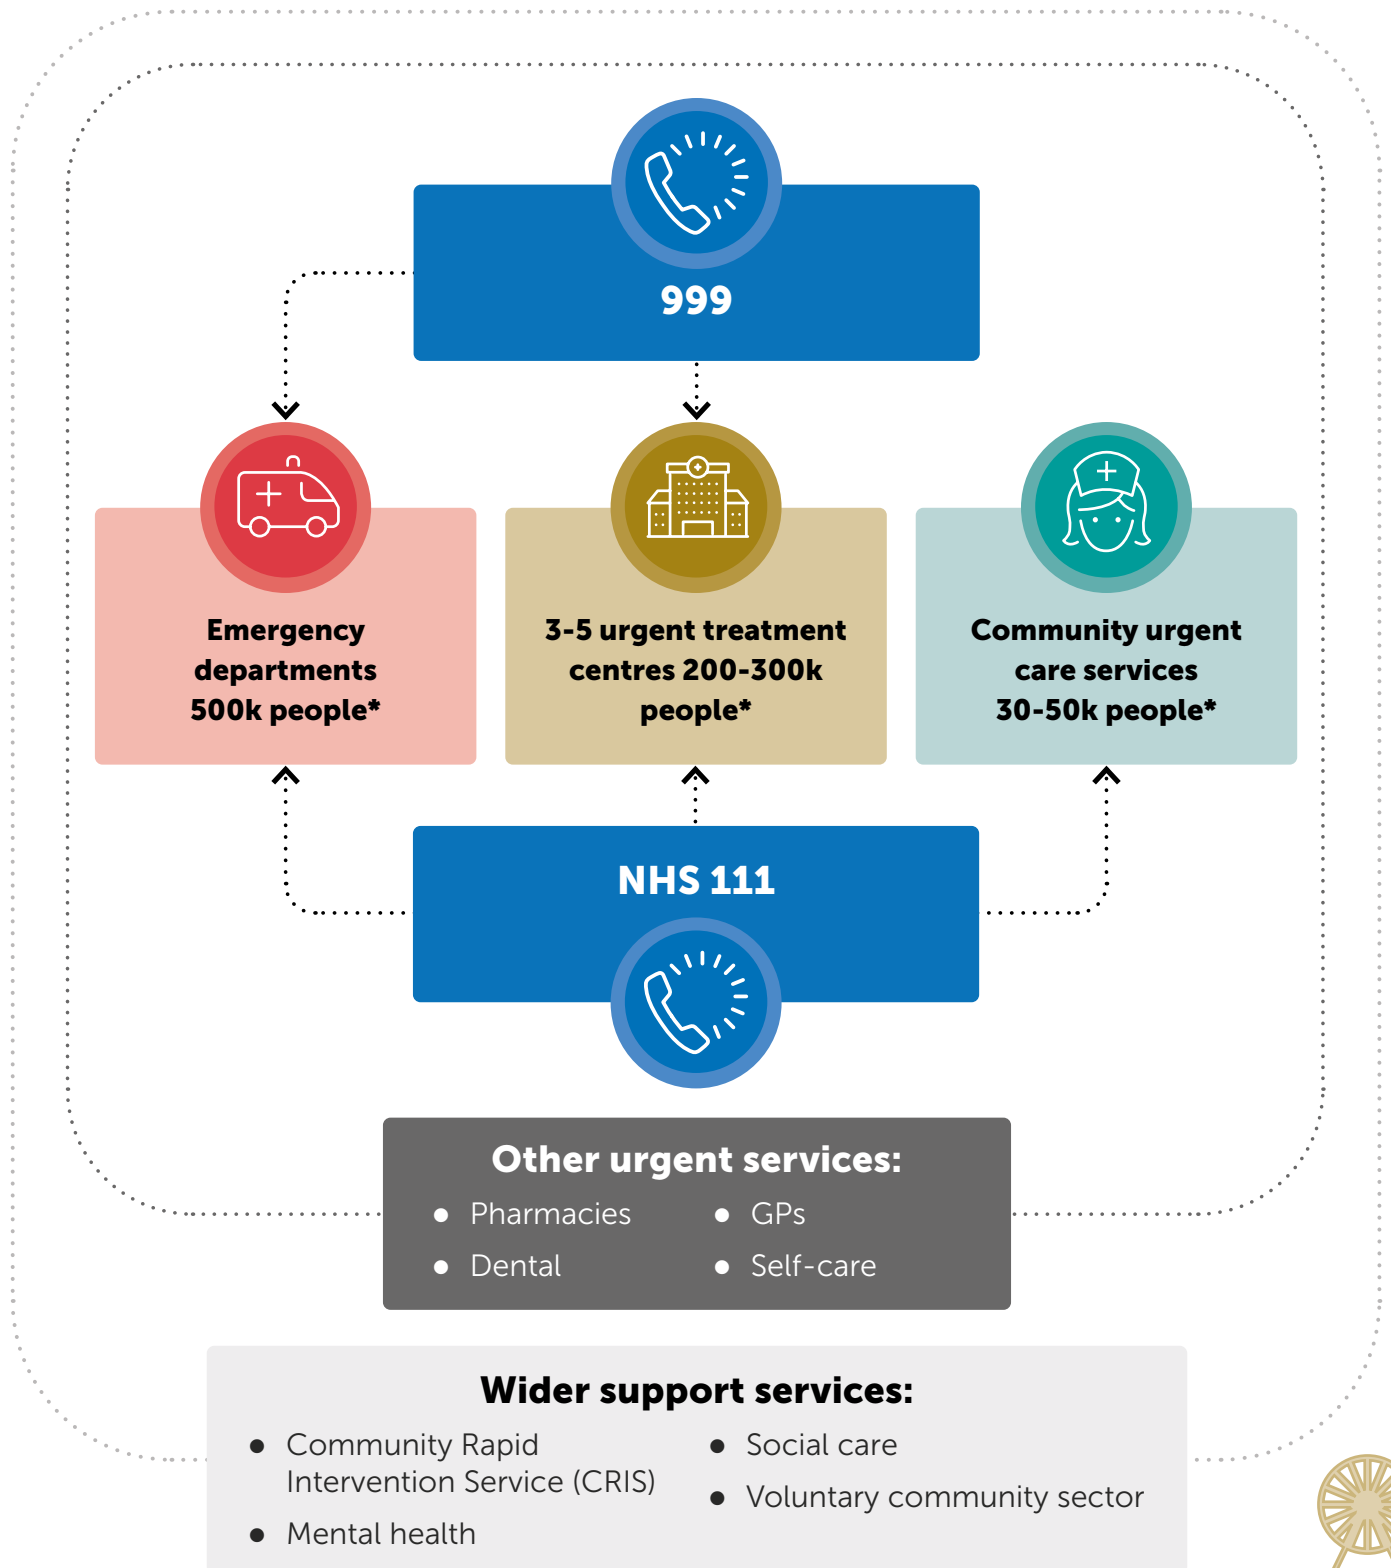 999
Emergency
departments
500k people*
3-5 urgent treatment
centres 200-300k
people*
Community urgent
care services
30-50k people*
NHS 111
Other urgent services:
● Pharmacies
● GPs
● Dental
● Self-care
Wider support services:
● Community Rapid
Intervention Service (CRIS)
● Mental health
● Social care
● Voluntary community sector